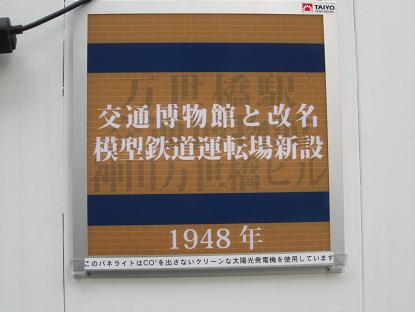 TAIYO
万世橋駅
交通博物館と改名
模型鉄道運転場新設
神田万世橋ビル
1948年
このパネライトはCO²を出さないクリーンな太陽光発電機を使用しています